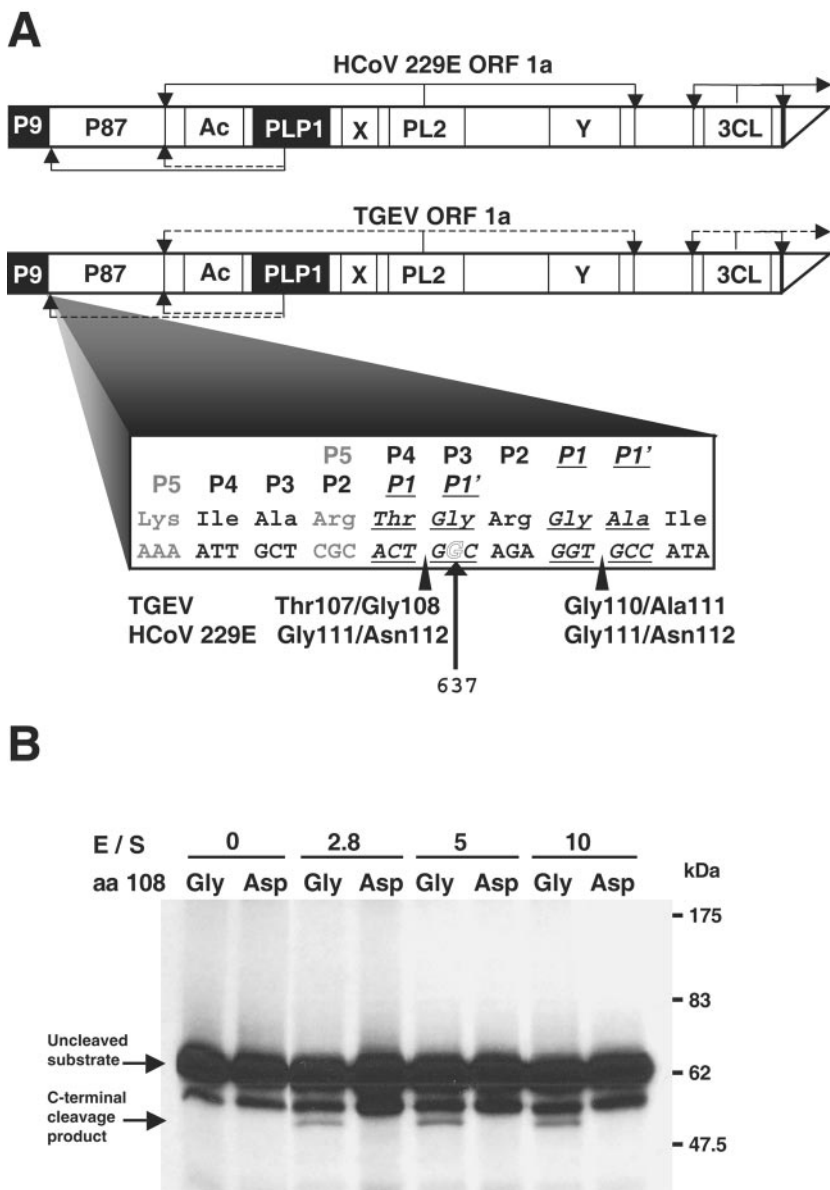 A
HCoV 229E ORF 1a
P9 P87 Ac PLP1 X PL2 Y 3CL
TGEV ORF 1a
P9 P87 Ac PLP1 X PL2 Y 3CL
P5 P4 P3 P2 P1 P1'
P5 P4 P3 P2 P1 P1'
Lys Ile Ala Arg Thr Gly Arg Gly Ala Ile
AAA ATT GCT CGC ACT GGC AGA GGT GCC ATA
TGEV Thr107/Gly108 Gly110/Ala111
HCoV 229E Gly111/Asn112 Gly111/Asn112
637
B
E / S 0 2.8 5 10
aa 108 Gly Asp Gly Asp Gly Asp Gly Asp kDa
175
83
Uncleaved
substrate
62
C-terminal
cleavage
product
47.5